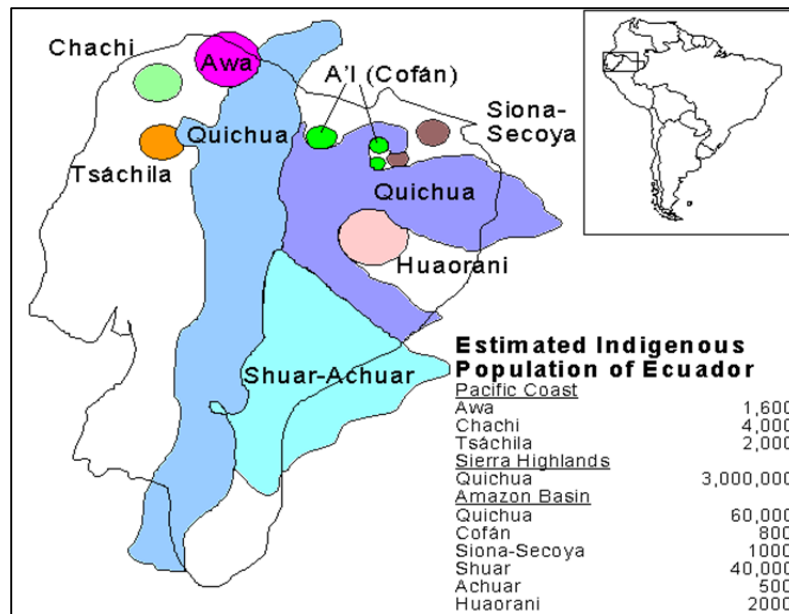 Chachi
Awa
A'I (Cofán)
Siona-
Secoya
Quichua
Tsáchila
Quichua
Huaorani
Shuar-Achuar
Estimated Indigenous
Population of Ecuador
Pacific Coast
Awa 1,600
Chachi 4,000
Tsáchila 2,000
Sierra Highlands
Quichua 3,000,000
Amazon Basin
Quichua 60,000
Cofán 800
Siona-Secoya 1000
Shuar 40,000
Achuar 500
Huaorani 2000